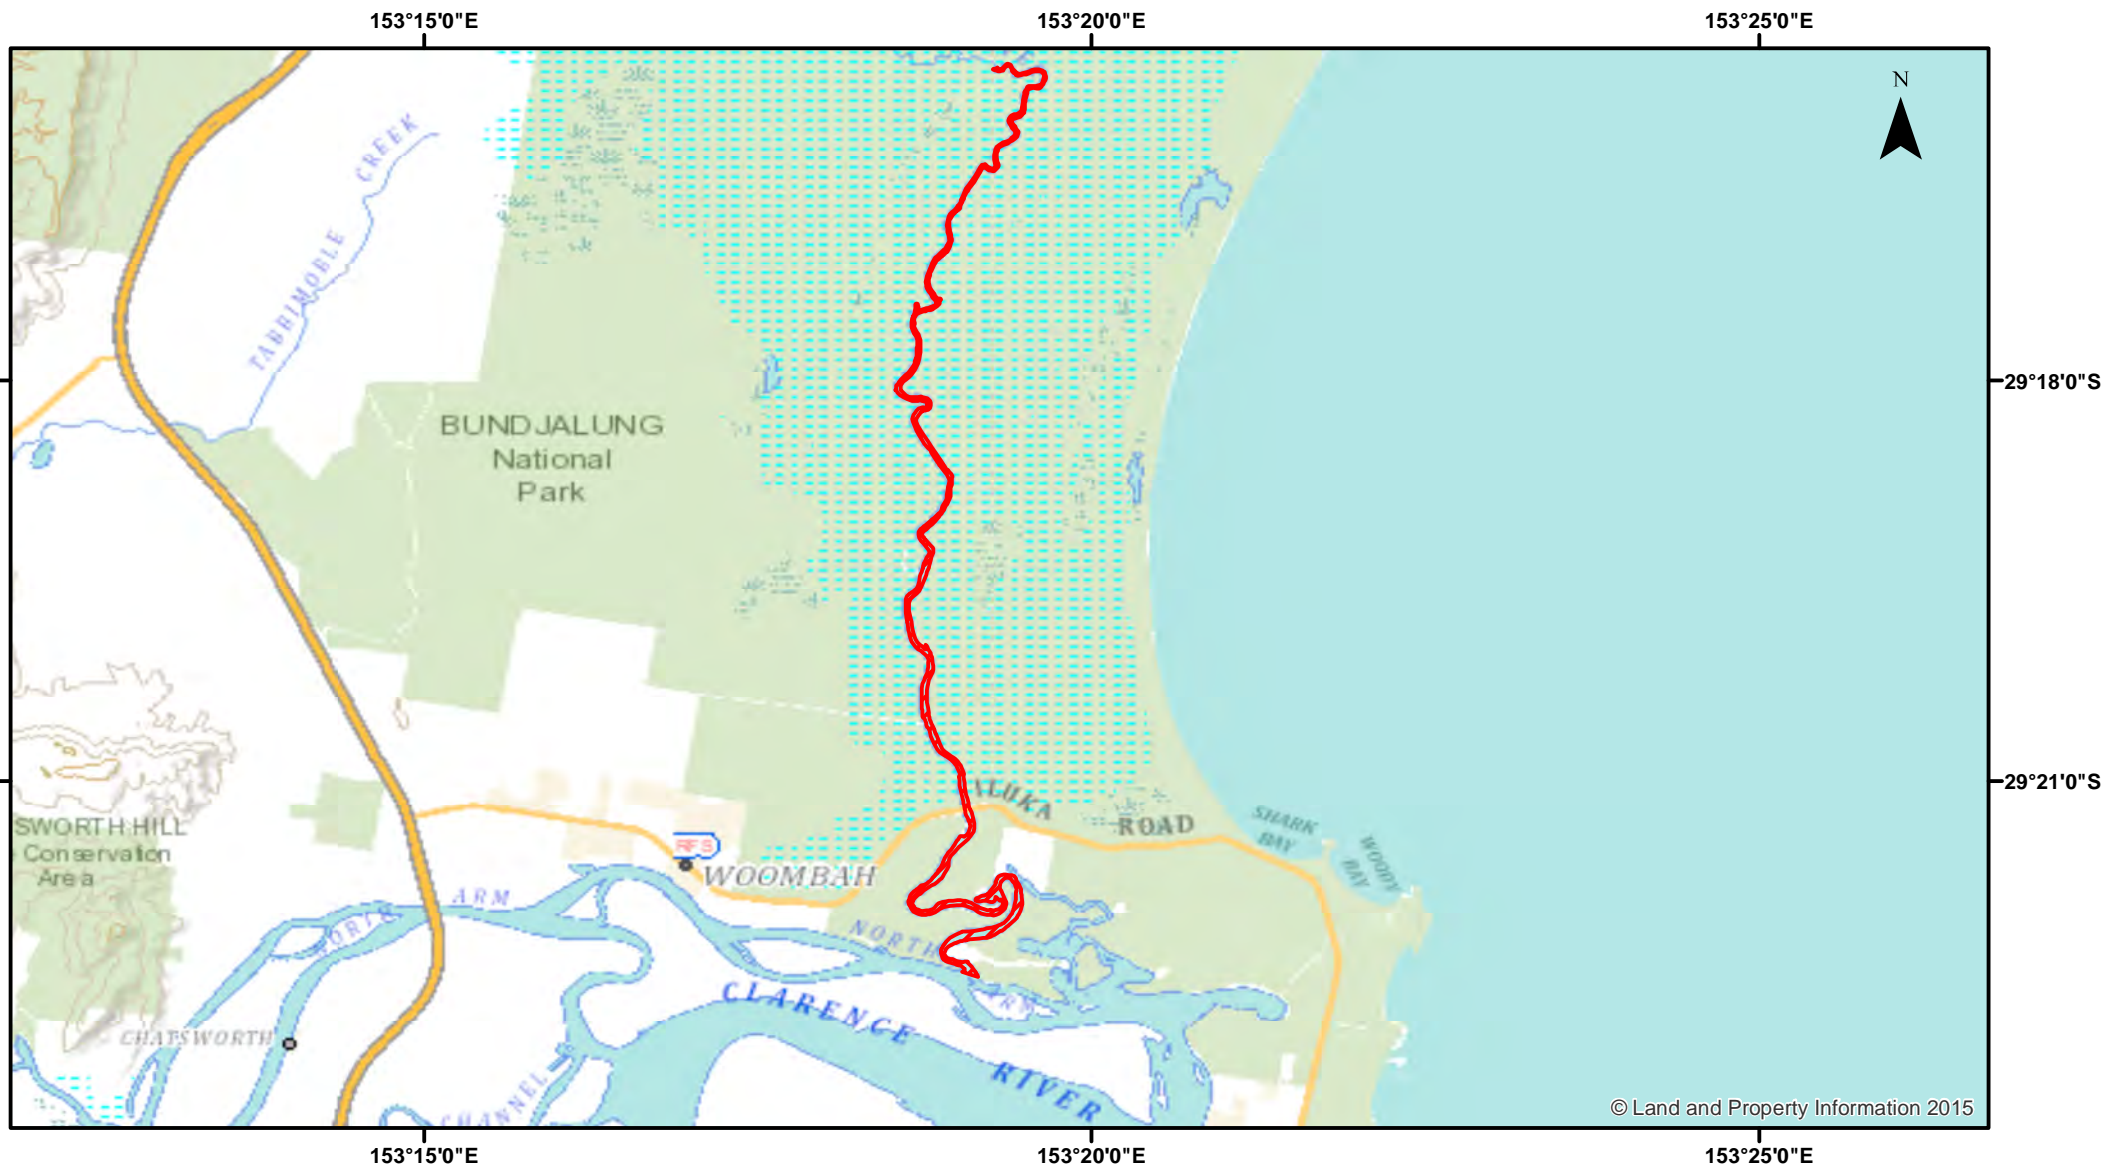 153°15'0"E 153°20'0"E 153°25'0"E
N
TABBIMOBLE CREEK
29°18'0"S
BUNDJALUNG
National
Park
29°21'0"S
ILUKA ROAD
SHARK
BAY
WOODY
BAY
SWORTH HILL
Conservation
Area
RFS
WOOMBAH
NORTH ARM
NORTH ARM
CLARENCE RIVER
CHATSWORTH
CHANNEL
© Land and Property Information 2015
153°15'0"E 153°20'0"E 153°25'0"E